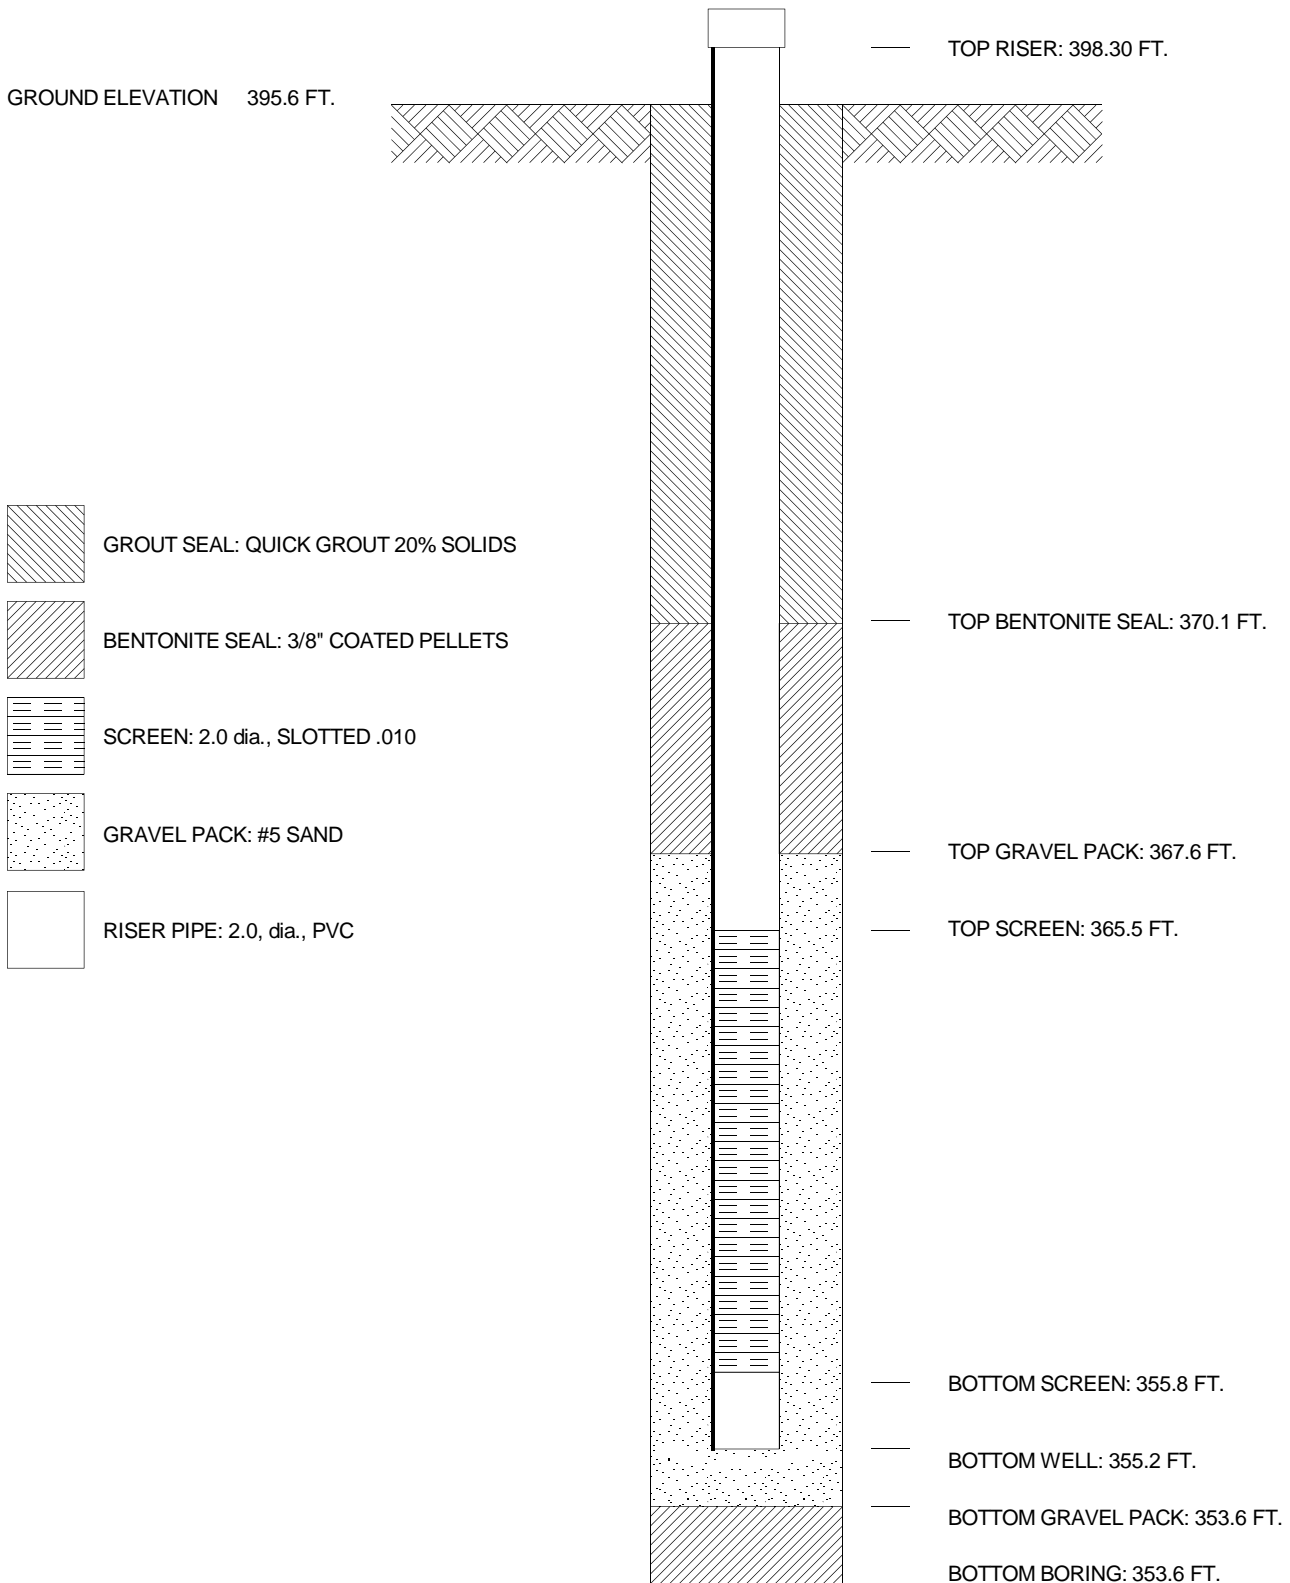 TOP RISER: 398.30 FT.
GROUND ELEVATION 395.6 FT.
GROUT SEAL: QUICK GROUT 20% SOLIDS
BENTONITE SEAL: 3/8" COATED PELLETS
SCREEN: 2.0 dia., SLOTTED .010
GRAVEL PACK: #5 SAND
RISER PIPE: 2.0, dia., PVC
TOP BENTONITE SEAL: 370.1 FT.
TOP GRAVEL PACK: 367.6 FT.
TOP SCREEN: 365.5 FT.
BOTTOM SCREEN: 355.8 FT.
BOTTOM WELL: 355.2 FT.
BOTTOM GRAVEL PACK: 353.6 FT.
BOTTOM BORING: 353.6 FT.